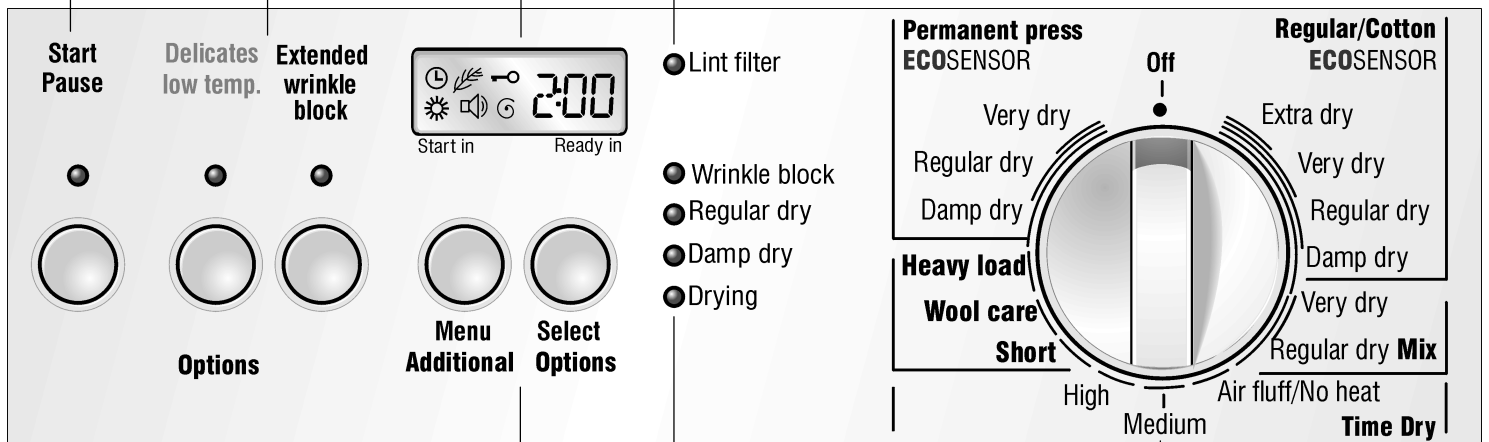 Start
Pause
Delicates
low temp.
Extended
wrinkle
block
2:00
Start in
Ready in
Lint filter
Wrinkle block
Regular dry
Damp dry
Drying
Options
Menu
Additional
Select
Options
Permanent press
ECOSENSOR
Very dry
Regular dry
Damp dry
Heavy load
Wool care
Short
High
Off
Medium
Regular/Cotton
ECOSENSOR
Extra dry
Very dry
Regular dry
Damp dry
Very dry
Regular dry Mix
Air fluff/No heat
Time Dry